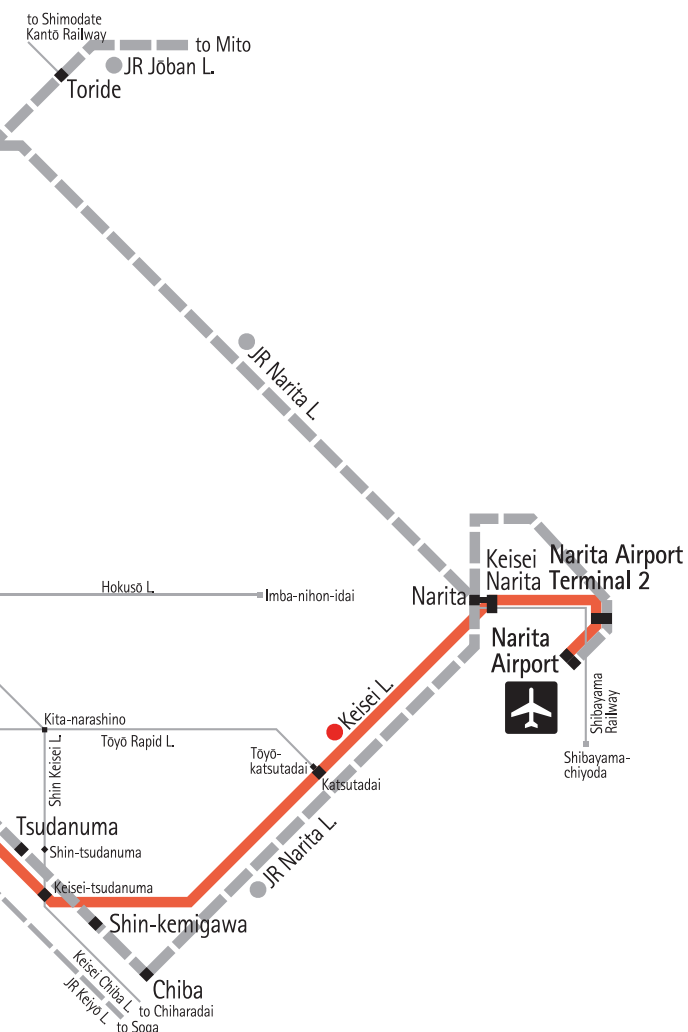 to Shimodate
Kantō Railway
to Mito
JR Jōban L.
Toride
JR Narita L.
Keisei
Narita
Narita Airport
Terminal 2
Hokusō L.
Imba-nihon-idai
Narita
Narita
Airport
Keisei L.
Shibayama
Railway
Kita-narashino
Tōyō Rapid L.
Tōyō-
katsutadai
Katsutadai
Shibayama-
chiyoda
Shin Keisei L.
Tsudanuma
Shin-tsudanuma
JR Narita L.
Keisei-tsudanuma
Shin-kemigawa
Keisei Chiba L.
JR Keiyō L.
Chiba
to Chiharadai
to Soga